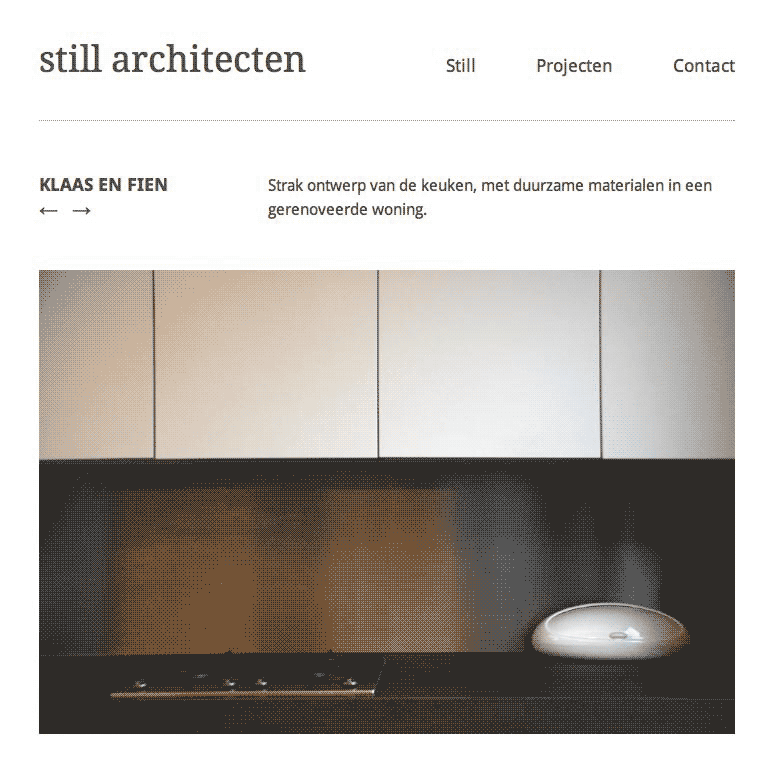 still architecten
Still
Projecten
Contact
KLAAS EN FIEN
← →
Strak ontwerp van de keuken, met duurzame materialen in een
gerenoveerde woning.